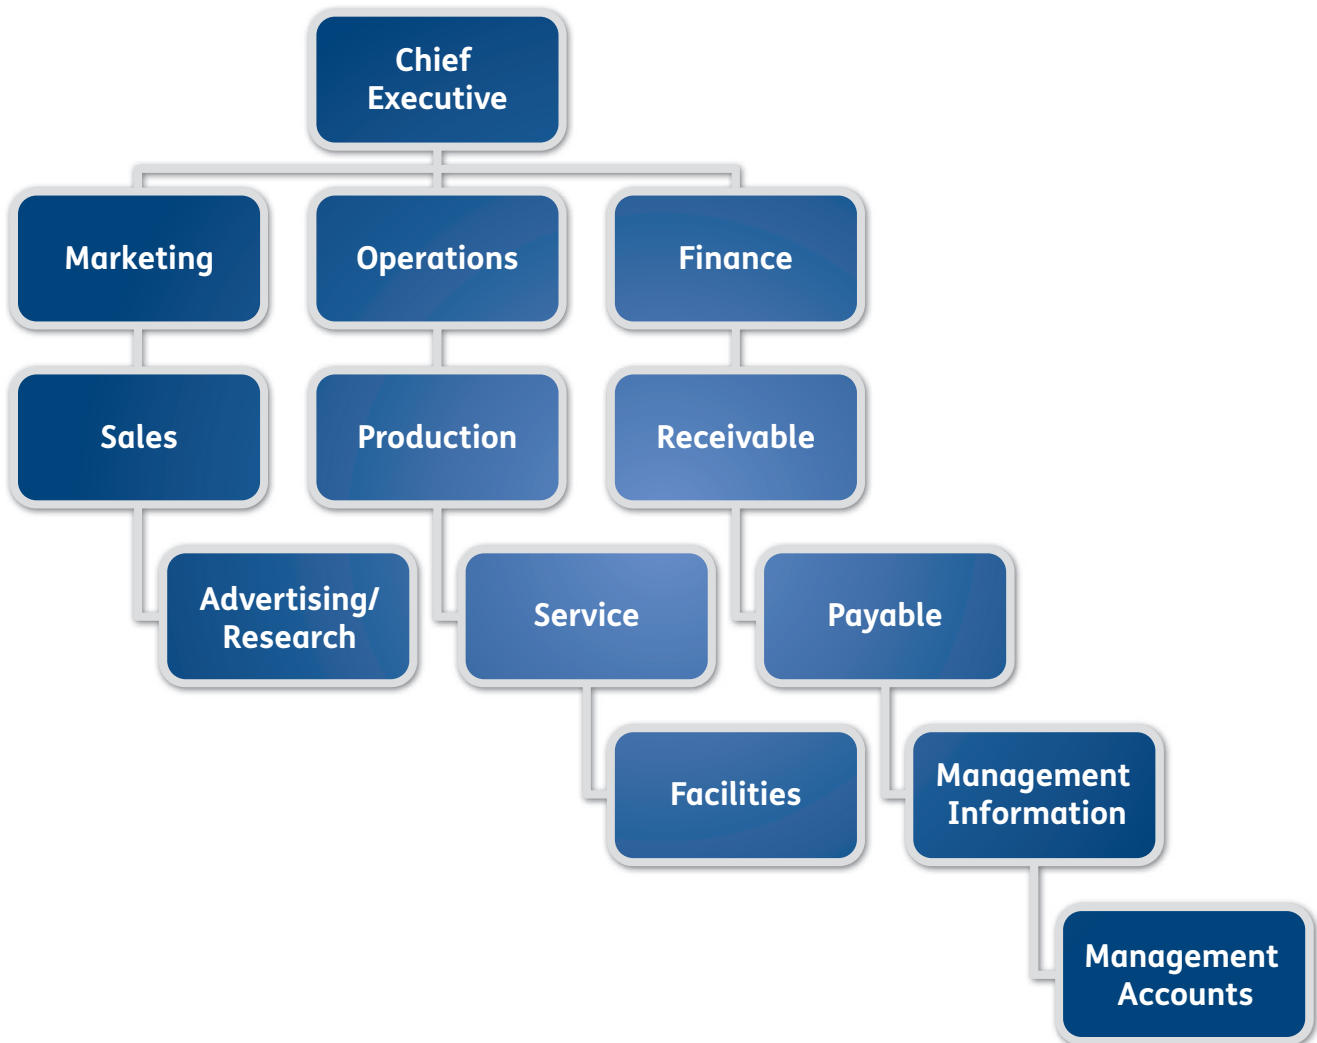 Chief
Executive
Marketing
Operations
Finance
Sales
Production
Receivable
Advertising/
Research
Service
Payable
Facilities
Management
Information
Management
Accounts